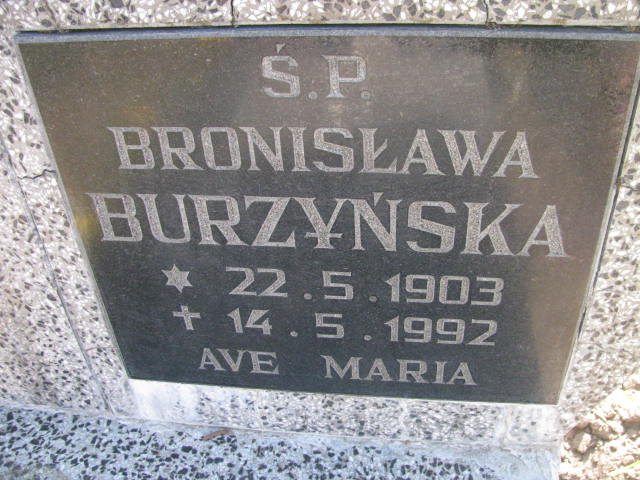 Ś.P.
BRONISŁAWA
BURZYŃSKA
* 22.5.1903
✝ 14.5.1992
AVE MARIA